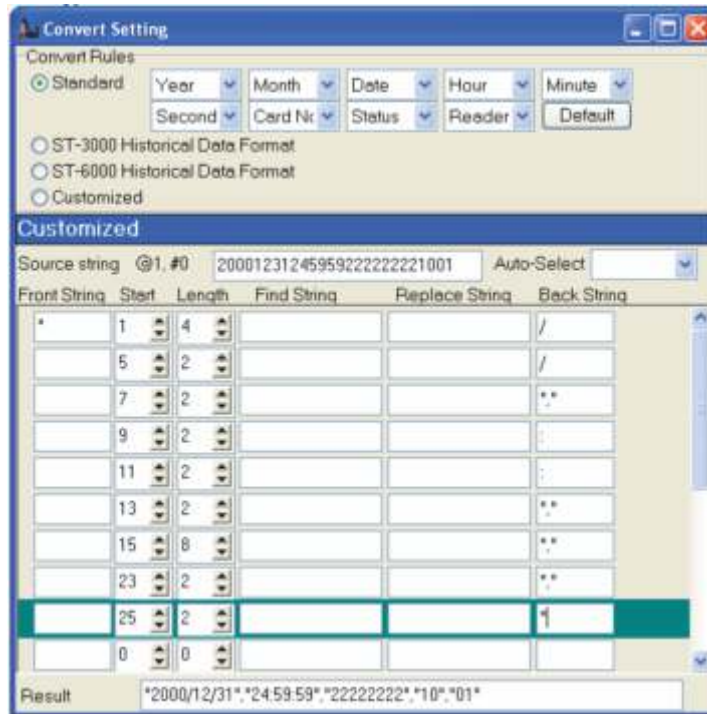 Convert Setting
Convert Rules
Standard Year Month Date Hour Minute
Second Card Nc Status Reader Default
ST-3000 Historical Data Format
ST-6000 Historical Data Format
Customized
Customized
Source string @1, #0 20001231245959222222221001 Auto-Select
Front String Start Length Find String Replace String Back String
" 1 4 /
5 2 /
7 2 ","
9 2 :
11 2 :
13 2 ","
15 8 ","
23 2 ","
25 2 "
0 0
Result "2000/12/31","24:59:59","22222222","10","01"